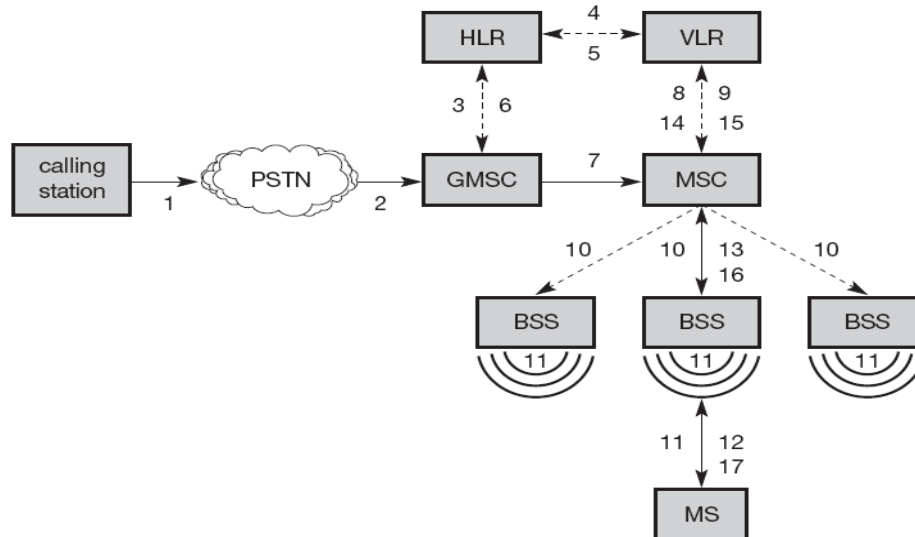 4
HLR
VLR
5
3 6
8 9
14 15
calling
station
PSTN
GMSC
7
MSC
1
2
10
10
13
10
16
BSS
BSS
BSS
11
11
11
11
12
17
MS